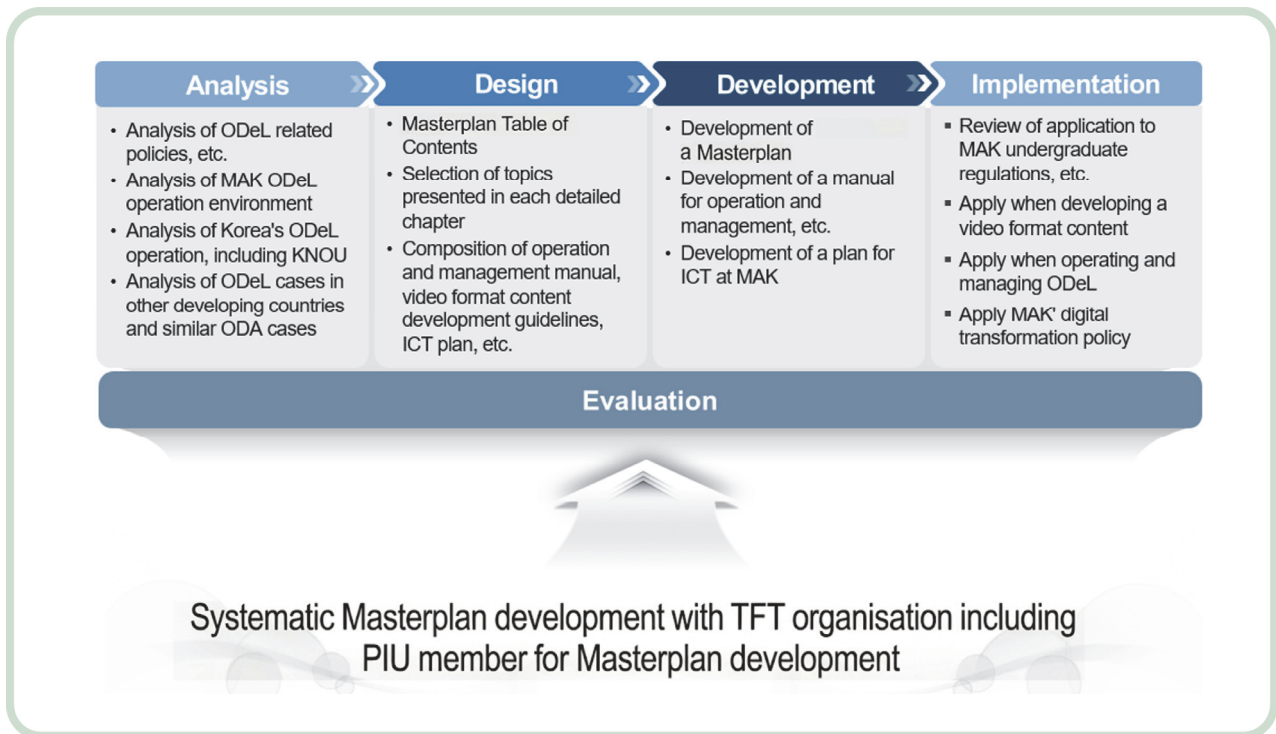 Analysis
• Analysis of ODeL related
policies, etc.
• Analysis of MAK ODeL
operation environment
• Analysis of Korea's ODeL
operation, including KNOU
• Analysis of ODeL cases in
other developing countries
and similar ODA cases
Design
• Masterplan Table of
Contents
• Selection of topics
presented in each detailed
chapter
• Composition of operation
and management manual,
video format content
development guidelines,
ICT plan, etc.
Development
• Development of
a Masterplan
• Development of a manual
for operation and
management, etc.
• Development of a plan for
ICT at MAK
Implementation
▪ Review of application to
MAK undergraduate
regulations, etc.
▪ Apply when developing a
video format content
▪ Apply when operating and
managing ODeL
▪ Apply MAK' digital
transformation policy
Evaluation
Systematic Masterplan development with TFT organisation including
PIU member for Masterplan development